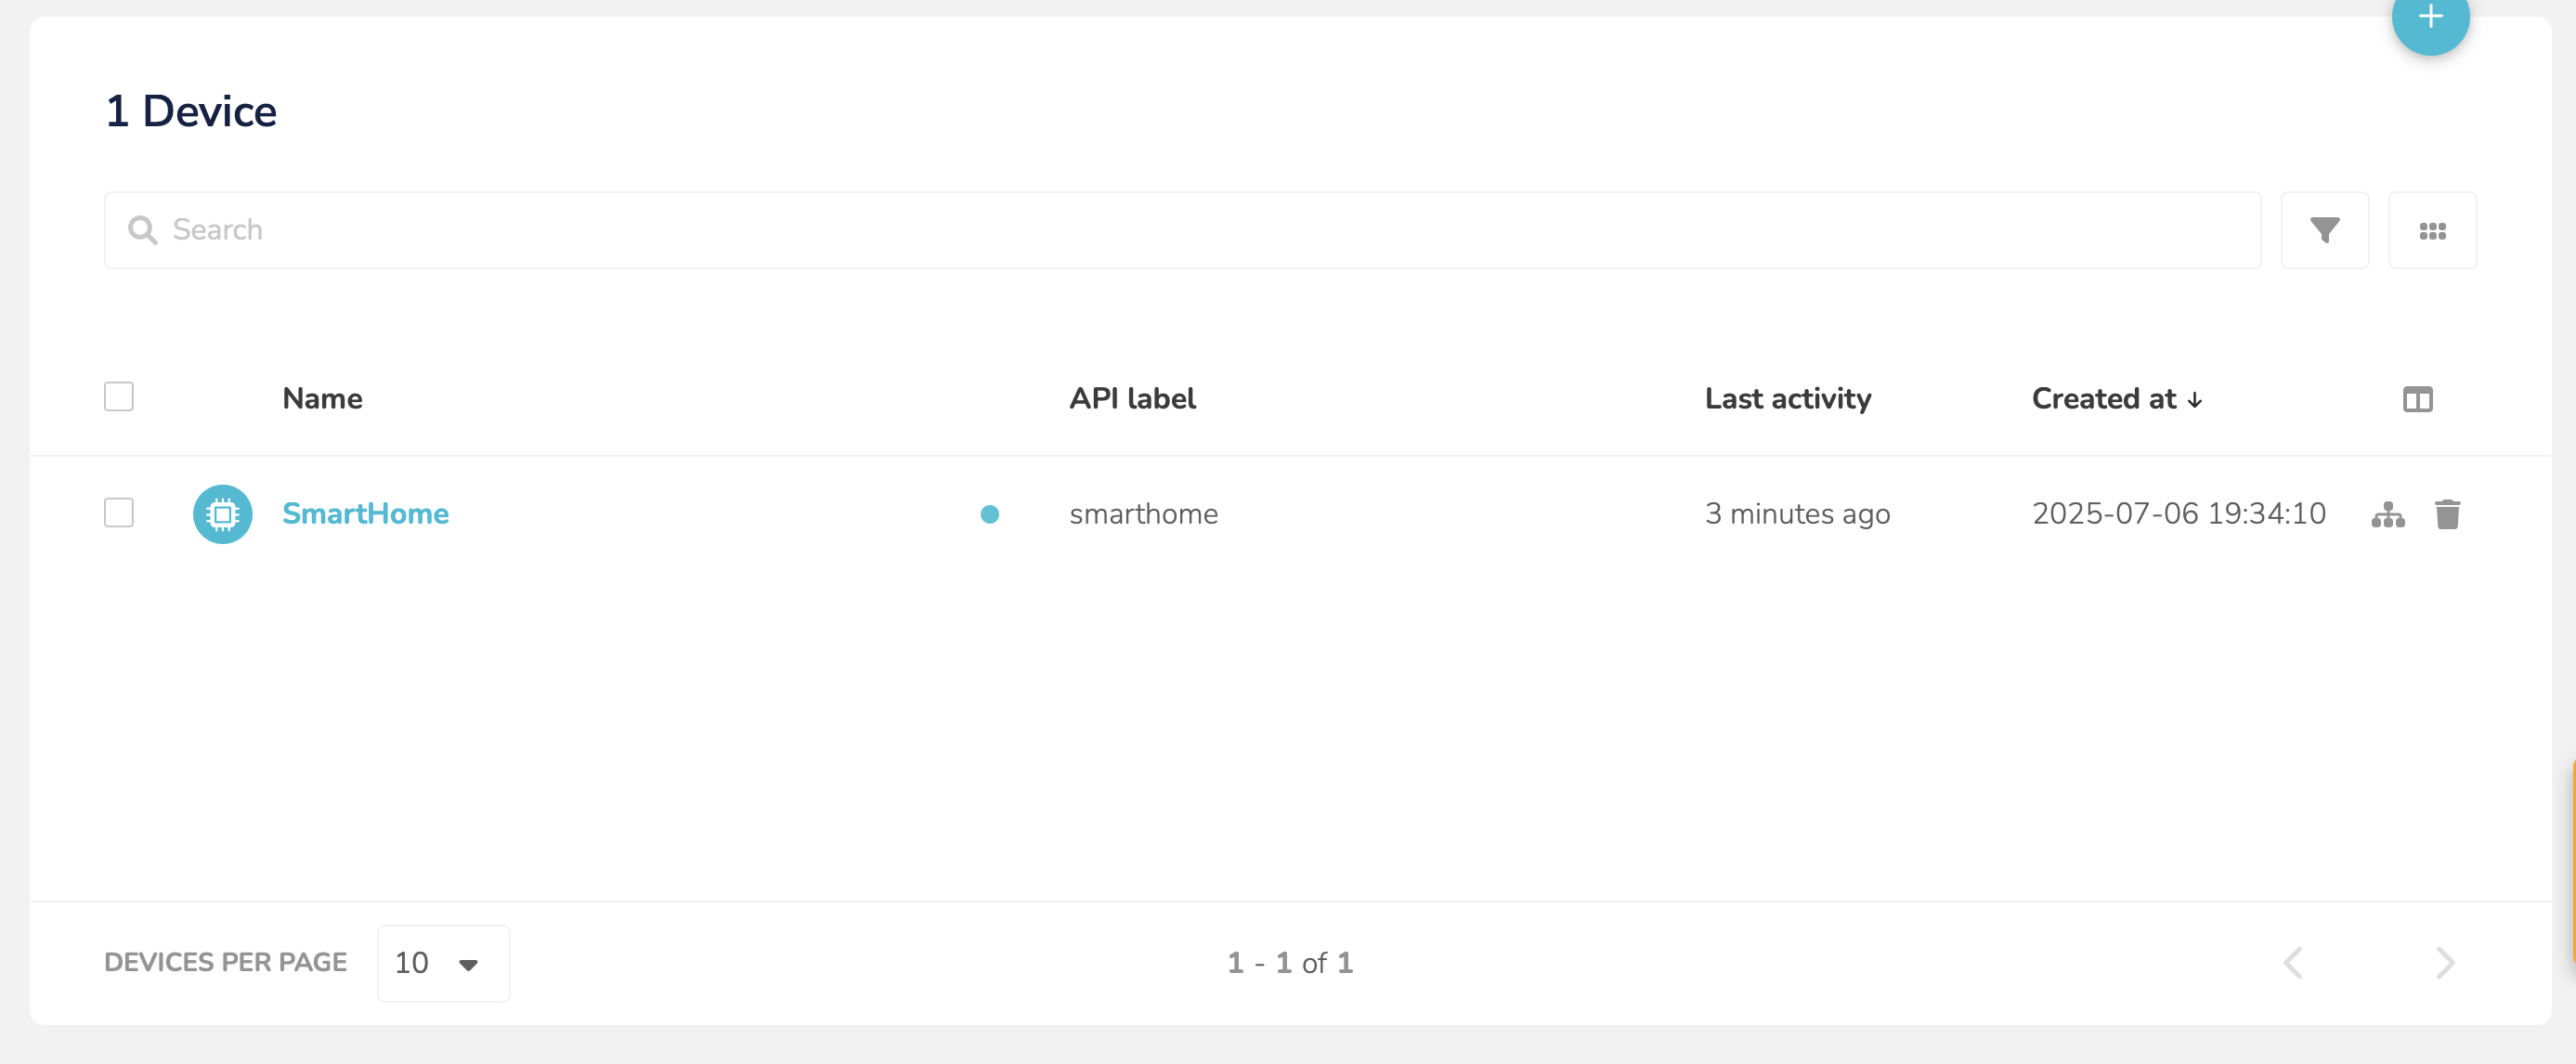 1 Device
Search
Name API label Last activity Created at
SmartHome smarthome 3 minutes ago 2025-07-06 19:34:10
DEVICES PER PAGE 10 1 - 1 of 1